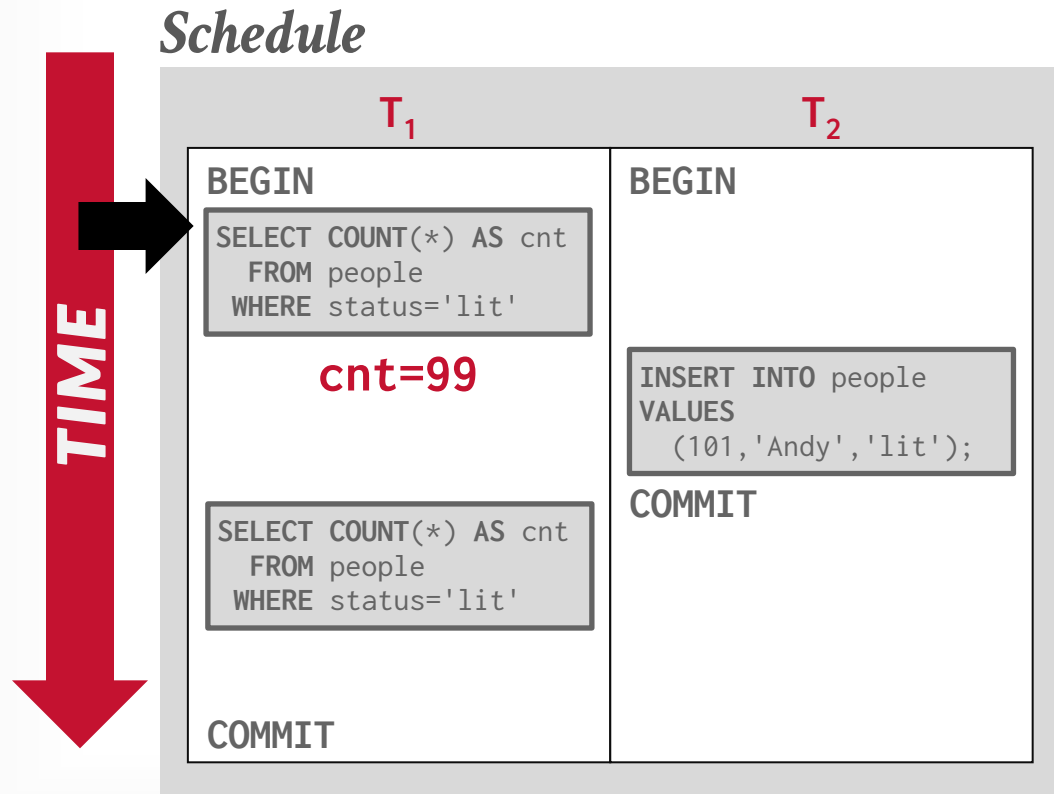 Schedule
TIME
T1
T2
BEGIN
SELECT COUNT(*) AS cnt
FROM people
WHERE status='lit'
cnt=99
SELECT COUNT(*) AS cnt
FROM people
WHERE status='lit'
COMMIT
BEGIN
INSERT INTO people
VALUES
(101,'Andy','lit');
COMMIT